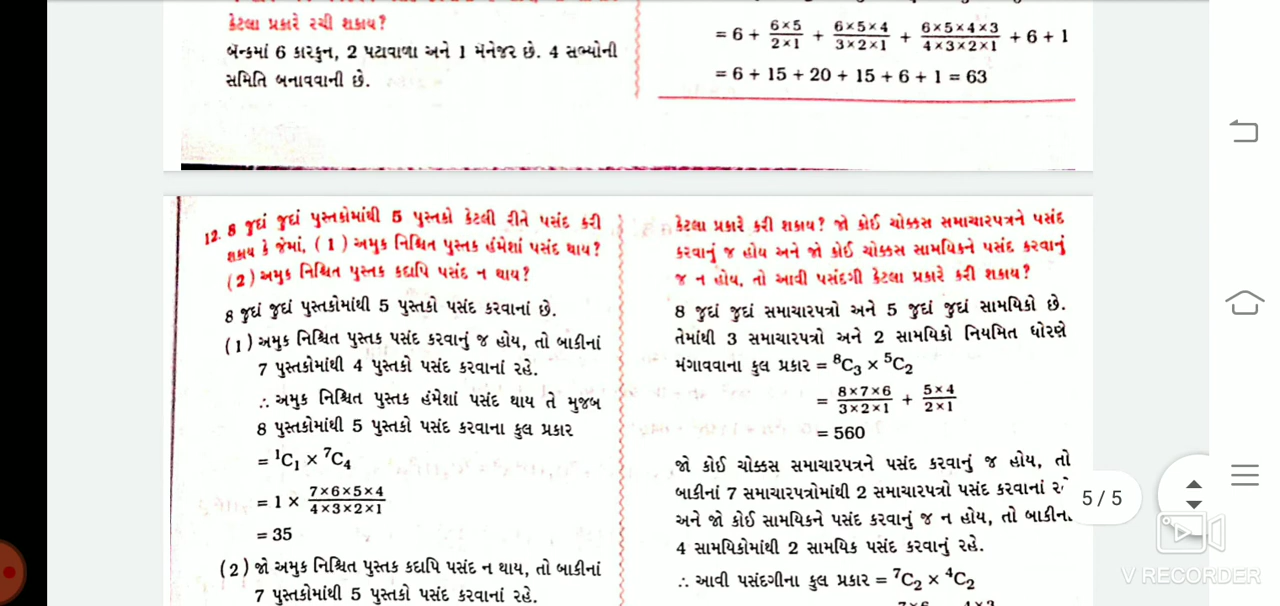 કેટલા પ્રકારે રચી શકાય?
બૅન્કમાં 6 કારકુન, 2 પટાવાળા અને 1 મૅનેજર છે. 4 સભ્યોની
સમિતિ બનાવવાની છે.
= 6 + 6×5/2×1 + 6×5×4/3×2×1 + 6×5×4×3/4×3×2×1 + 6 + 1
= 6 + 15 + 20 + 15 + 6 + 1 = 63
12. 8 જુદાં જુદાં પુસ્તકોમાંથી 5 પુસ્તકો કેટલી રીતે પસંદ કરી
શકાય કે જેમાં, (1) અમુક નિશ્ચિત પુસ્તક હંમેશાં પસંદ થાય?
(2) અમુક નિશ્ચિત પુસ્તક કદાપિ પસંદ ન થાય?
8 જુદાં જુદાં પુસ્તકોમાંથી 5 પુસ્તકો પસંદ કરવાનાં છે.
(1) અમુક નિશ્ચિત પુસ્તક પસંદ કરવાનું જ હોય, તો બાકીનાં
7 પુસ્તકોમાંથી 4 પુસ્તકો પસંદ કરવાનાં રહે.
∴ અમુક નિશ્ચિત પુસ્તક હંમેશાં પસંદ થાય તે મુજબ
8 પુસ્તકોમાંથી 5 પુસ્તકો પસંદ કરવાના કુલ પ્રકાર
= ¹C₁ × ⁷C₄
= 1 × 7×6×5×4/4×3×2×1
= 35
(2) જો અમુક નિશ્ચિત પુસ્તક કદાપિ પસંદ ન થાય, તો બાકીનાં
7 પુસ્તકોમાંથી 5 પુસ્તકો પસંદ કરવાનાં રહે.
કેટલા પ્રકારે કરી શકાય? જો કોઈ ચોક્કસ સમાચારપત્રને પસંદ
કરવાનું જ હોય અને જો કોઈ ચોક્કસ સામયિકને પસંદ કરવાનું
જ ન હોય, તો આવી પસંદગી કેટલા પ્રકારે કરી શકાય?
8 જુદાં જુદાં સમાચારપત્રો અને 5 જુદાં જુદાં સામયિકો છે.
તેમાંથી 3 સમાચારપત્રો અને 2 સામયિકો નિયમિત ધોરણે
મંગાવવાના કુલ પ્રકાર = ⁸C₃ × ⁵C₂
= 8×7×6/3×2×1 + 5×4/2×1
= 560
જો કોઈ ચોક્કસ સમાચારપત્રને પસંદ કરવાનું જ હોય, તો
બાકીનાં 7 સમાચારપત્રોમાંથી 2 સમાચારપત્રો પસંદ કરવાનાં
અને જો કોઈ સામયિકને પસંદ કરવાનું જ ન હોય, તો બાકીના
4 સામયિકોમાંથી 2 સામયિક પસંદ કરવાનું રહે.
∴ આવી પસંદગીના કુલ પ્રકાર = ⁷C₂ × ⁴C₂
5 / 5
V RECORDER